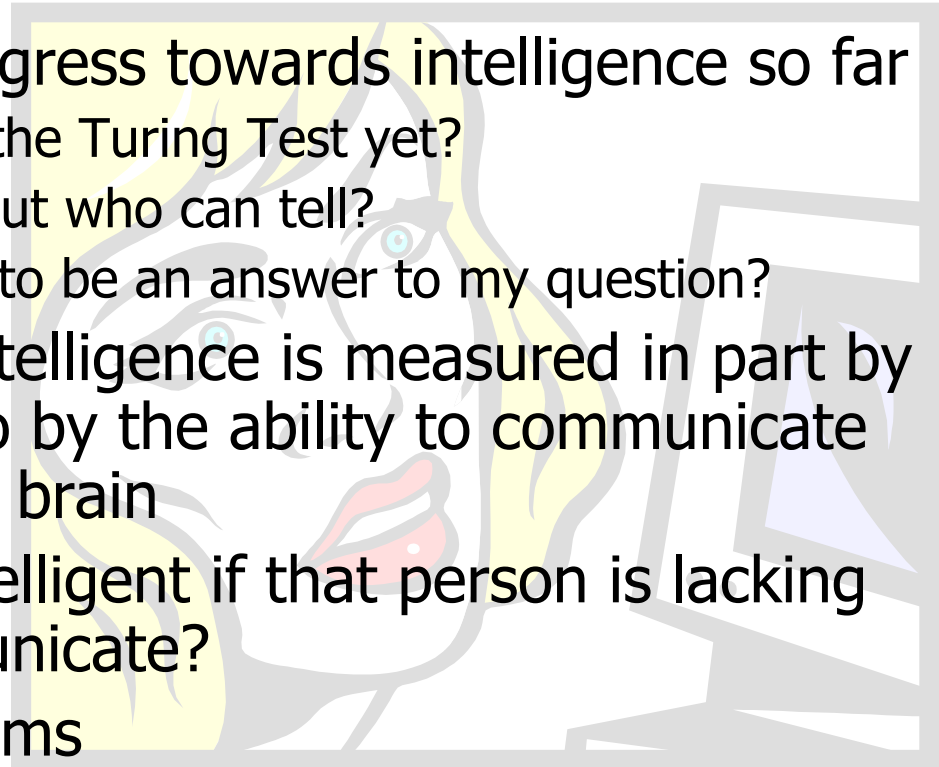 gress towards intelligence so far
the Turing Test yet?
ut who can tell?
to be an answer to my question?
telligence is measured in part by
o by the ability to communicate
brain
elligent if that person is lacking
unicate?
ms